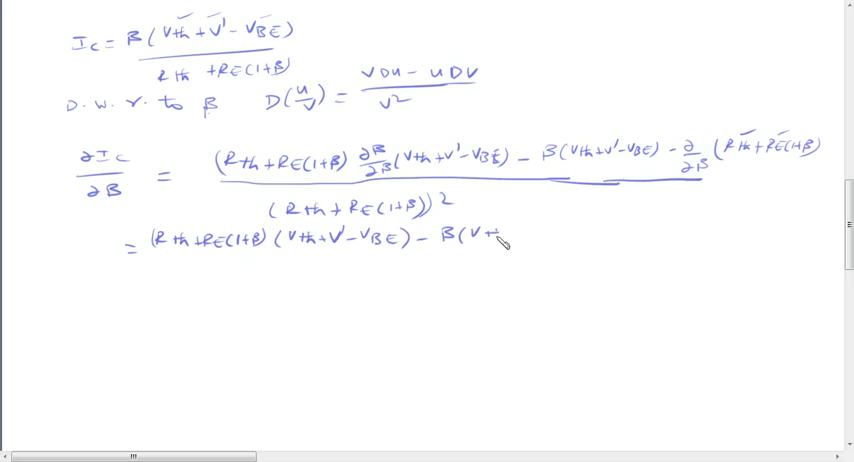 Ic = β (Vth + V' - VBE)
Rth + RE(1+β)
D. w. r. to β D(u/v) = VDu - uDV
v²
∂Ic = (Rth + RE(1+β) ∂β/∂β (Vth + V' - VBE) - β(Vth + V' - VBE) - ∂/∂β (Rth + RE(1+β)
∂β (Rth + RE(1+β))²
= (Rth + RE(1+β) (Vth + V' - VBE) - β(Vt